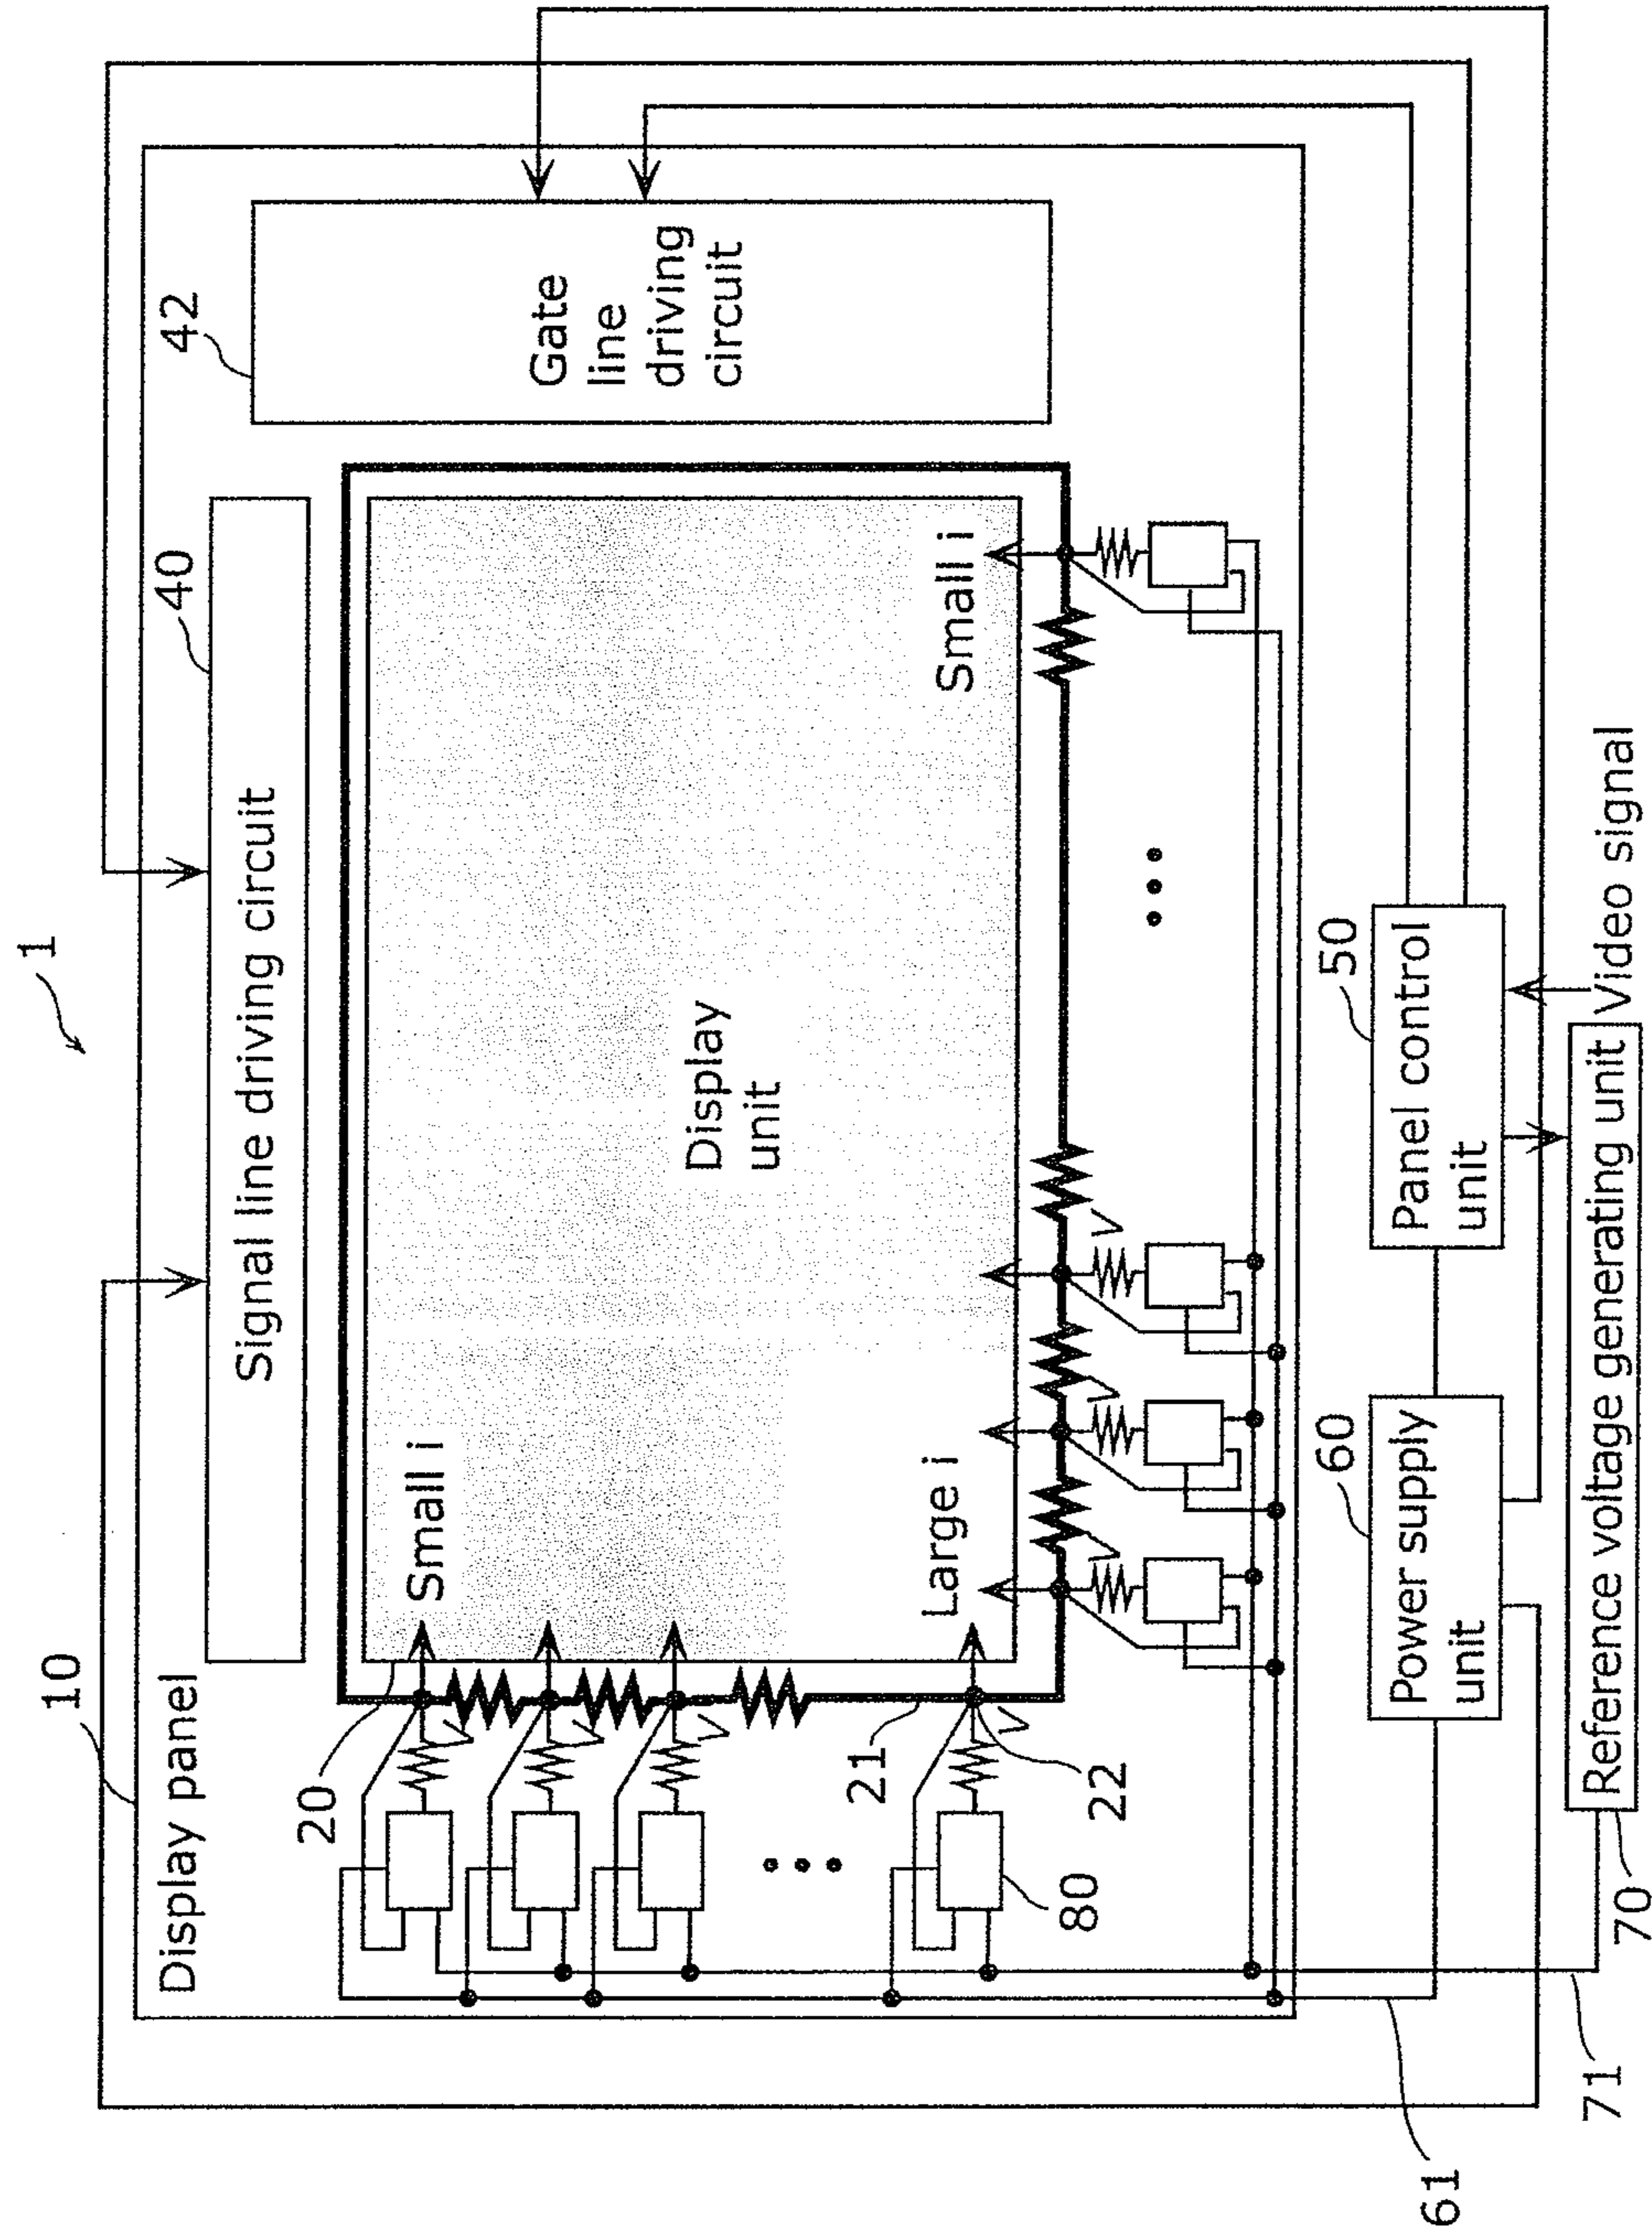 1
10
Display panel
40
Signal line driving circuit
42
Gate
line
driving
circuit
20
Small i
Display
unit
21
Large i
Small i
22
80
V
V
V
V
V
V
V
60
Power supply
unit
50
Panel control
unit
Video signal
70
Reference voltage generating unit
61
71